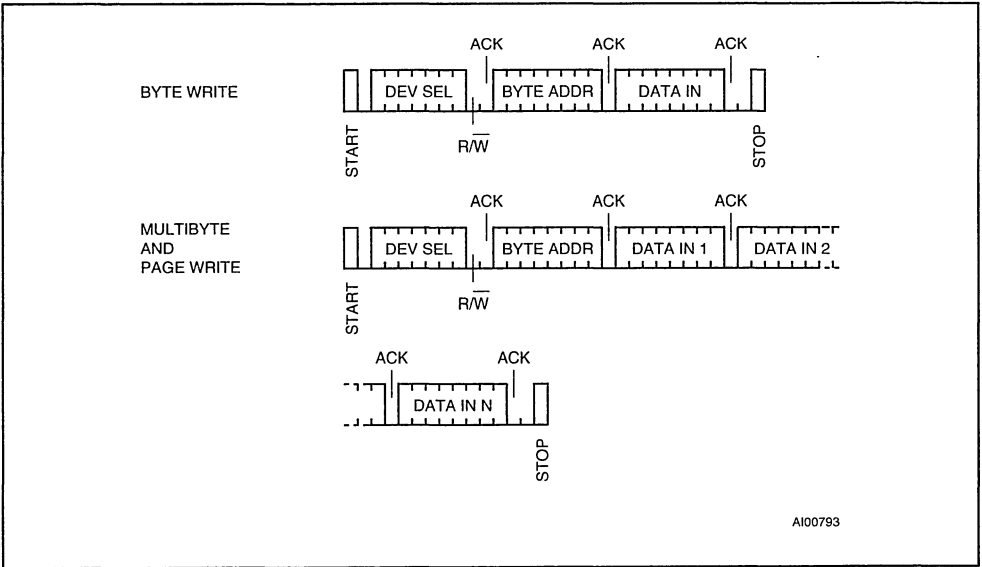 ACK ACK ACK
BYTE WRITE
DEV SEL BYTE ADDR DATA IN
R/W̅
START
STOP
ACK ACK ACK
MULTIBYTE
AND
PAGE WRITE
DEV SEL BYTE ADDR DATA IN 1 DATA IN 2
R/W̅
START
ACK ACK
DATA IN N
STOP
AI00793